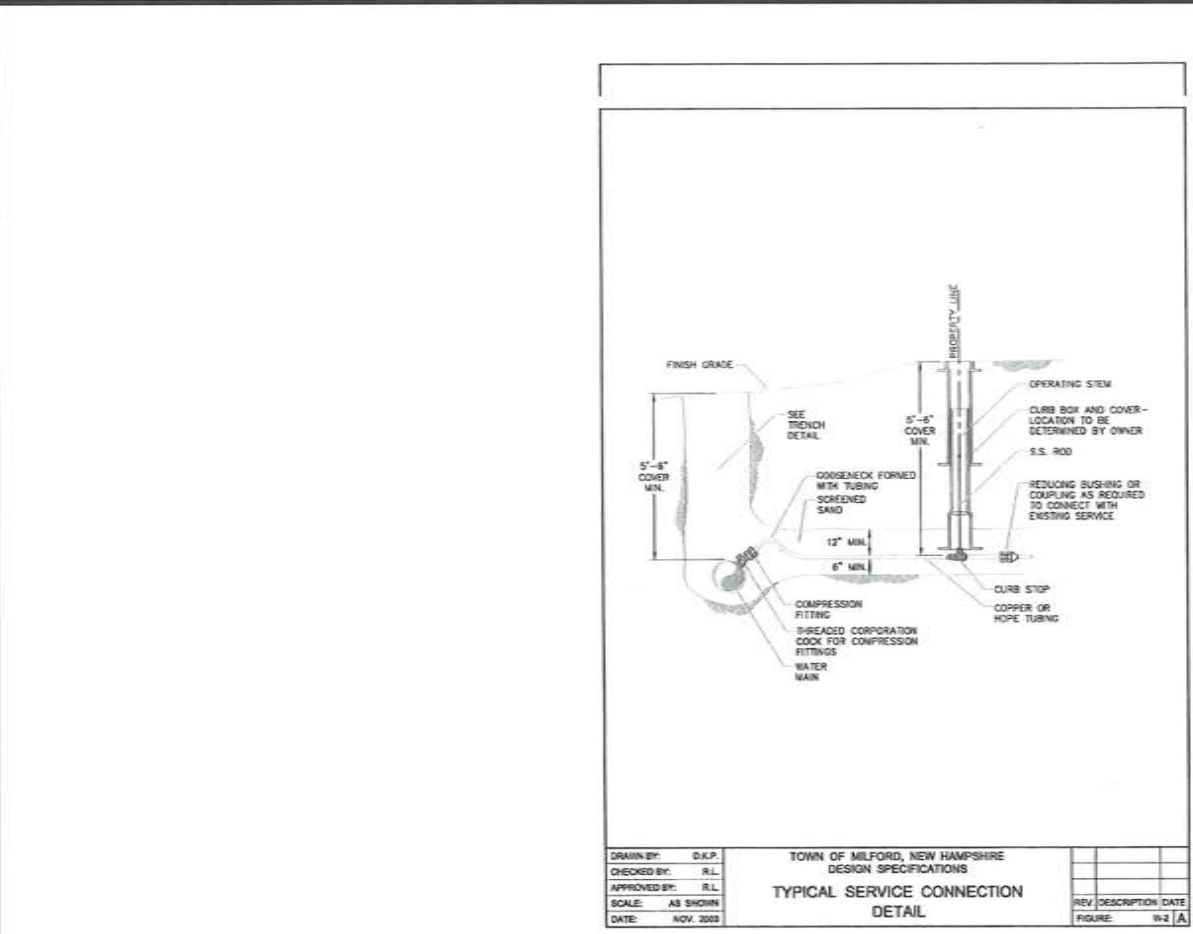 PROPERTY LINE
FINISH GRADE
OPERATING STEM
SEE
TRENCH
DETAIL
5'-6"
COVER
MIN.
CURB BOX AND COVER-
LOCATION TO BE
DETERMINED BY OWNER
S.S. ROD
5'-6"
COVER
MIN.
GOOSENECK FORMED
WITH TUBING
SCREENED
SAND
REDUCING BUSHING OR
COUPLING AS REQUIRED
TO CONNECT WITH
EXISTING SERVICE
12" MIN.
6" MIN.
CURB STOP
COMPRESSION
FITTING
COPPER OR
HDPE TUBING
THREADED CORPORATION
COCK FOR COMPRESSION
FITTINGS
WATER
MAIN
DRAWN BY: D.K.P.
CHECKED BY: R.L.
APPROVED BY: R.L.
SCALE: AS SHOWN
DATE: NOV. 2003
TOWN OF MILFORD, NEW HAMPSHIRE
DESIGN SPECIFICATIONS
TYPICAL SERVICE CONNECTION
DETAIL
REV. DESCRIPTION DATE
FIGURE: W-2 A